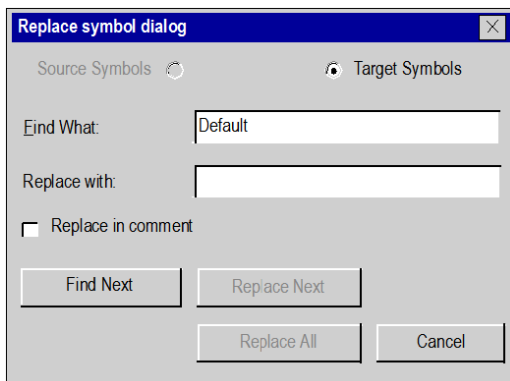 Replace symbol dialog
Source Symbols Target Symbols
Find What: Default
Replace with:
Replace in comment
Find Next Replace Next
Replace All Cancel